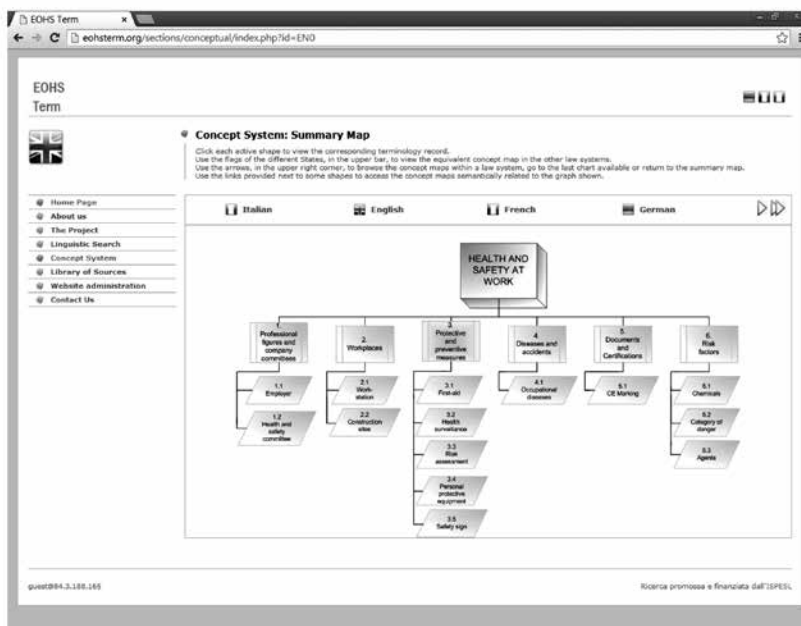 EOHS Term
eohsterm.org/sections/conceptual/index.php?id=EN0
EOHS
Term
Concept System: Summary Map
Click each active shape to view the corresponding terminology record.
Use the flags of the different States, in the upper bar, to view the equivalent concept map in the other law systems.
Use the arrows, in the upper right corner, to browse the concept maps within a law system, go to the last chart available or return to the summary map.
Use the links provided next to some shapes to access the concept maps semantically related to the graph shown.
Home Page
About us
The Project
Linguistic Search
Concept System
Library of Sources
Website administration
Contact Us
Italian
English
French
German
HEALTH AND
SAFETY AT
WORK
1.
Professional
figures and
company
committees
2.
Workplaces
3.
Protective
and
preventive
measures
4.
Diseases and
accidents
5.
Documents
and
Certifications
6.
Risk
factors
1.1
Employer
1.2
Health and
safety
committee
2.1
Work-
station
2.2
Construction
sites
3.1
First-aid
3.2
Health
surveillance
3.3
Risk
assessment
3.4
Personal
protective
equipment
3.5
Safety sign
4.1
Occupational
diseases
5.1
CE Marking
6.1
Chemicals
6.2
Category of
danger
6.3
Agents
guest@84.3.188.165
Ricerca promossa e finanziata dall'ISPESL